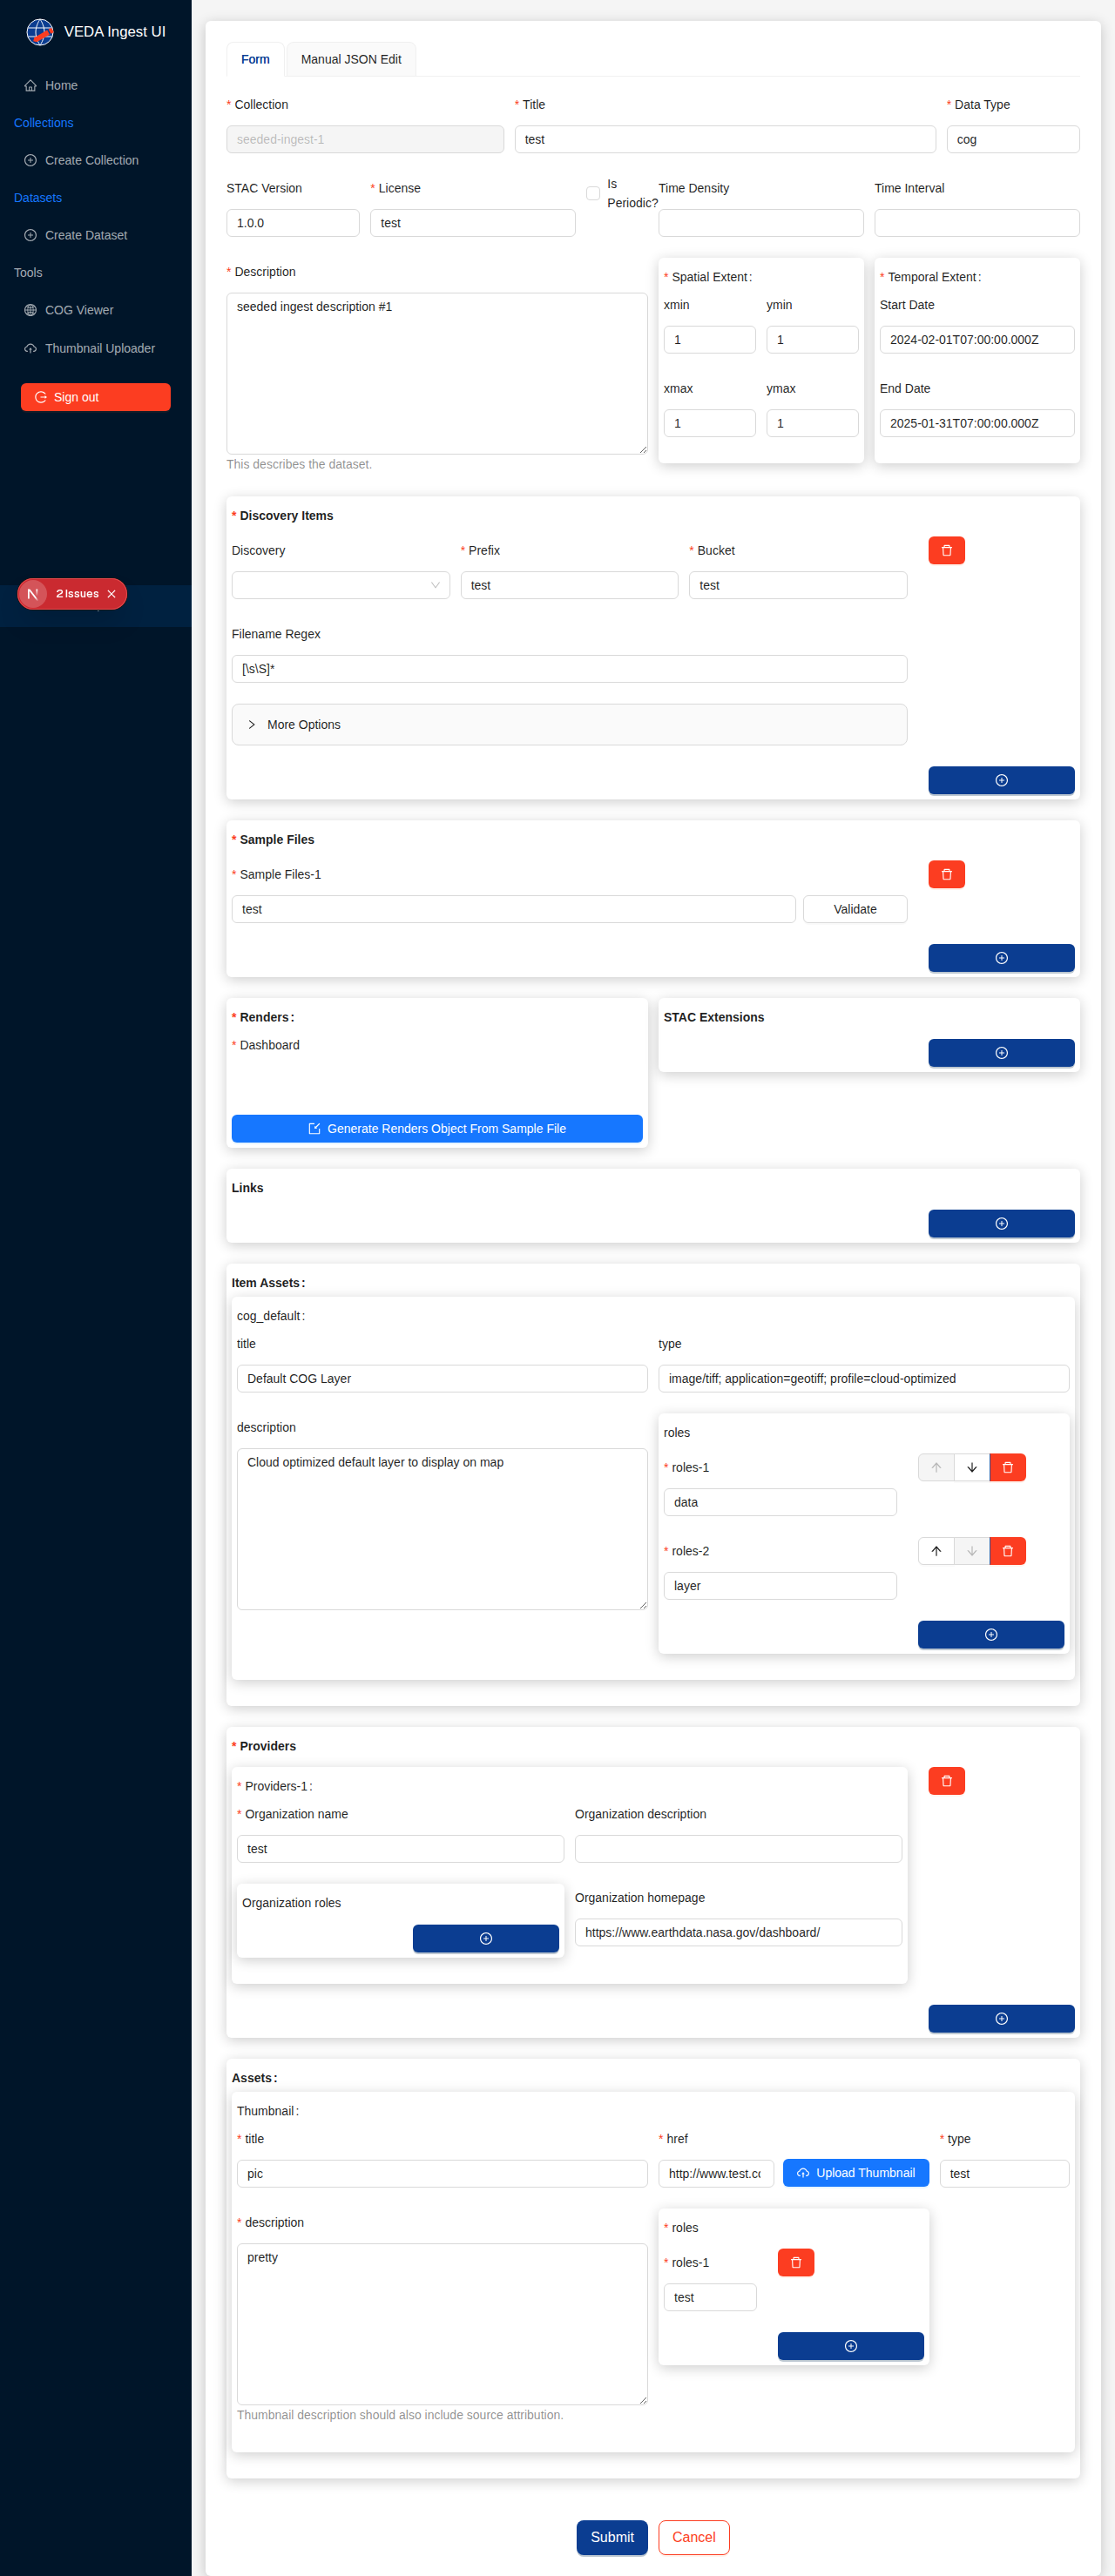 VEDA Ingest UI
Home
Collections
Create Collection
Datasets
Create Dataset
Tools
COG Viewer
Thumbnail Uploader
Sign out
2 Issues
Form
Manual JSON Edit
* Collection
* Title
* Data Type
seeded-ingest-1
test
cog
STAC Version
* License
Is Periodic?
Time Density
Time Interval
1.0.0
test
* Description
seeded ingest description #1
This describes the dataset.
* Spatial Extent:
xmin
ymin
1
1
xmax
ymax
1
1
* Temporal Extent:
Start Date
2024-02-01T07:00:00.000Z
End Date
2025-01-31T07:00:00.000Z
* Discovery Items
Discovery
* Prefix
* Bucket
test
test
Filename Regex
[\s\S]*
More Options
* Sample Files
* Sample Files-1
test
Validate
* Renders:
* Dashboard
Generate Renders Object From Sample File
STAC Extensions
Links
Item Assets:
cog_default:
title
type
Default COG Layer
image/tiff; application=geotiff; profile=cloud-optimized
description
Cloud optimized default layer to display on map
roles
* roles-1
data
* roles-2
layer
* Providers
* Providers-1:
* Organization name
Organization description
test
Organization roles
Organization homepage
https://www.earthdata.nasa.gov/dashboard/
Assets:
Thumbnail:
* title
* href
* type
pic
http://www.test.cc
Upload Thumbnail
test
* description
pretty
Thumbnail description should also include source attribution.
* roles
* roles-1
test
Submit
Cancel